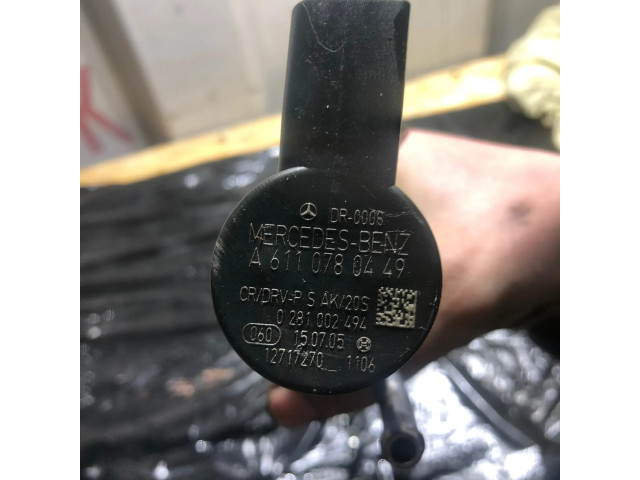 DR-0006
MERCEDES-BENZ
A 611 078 04 49
CR/DRV-P S AK/20S
0 281 002 494
060 15.07.05
12717270 1106